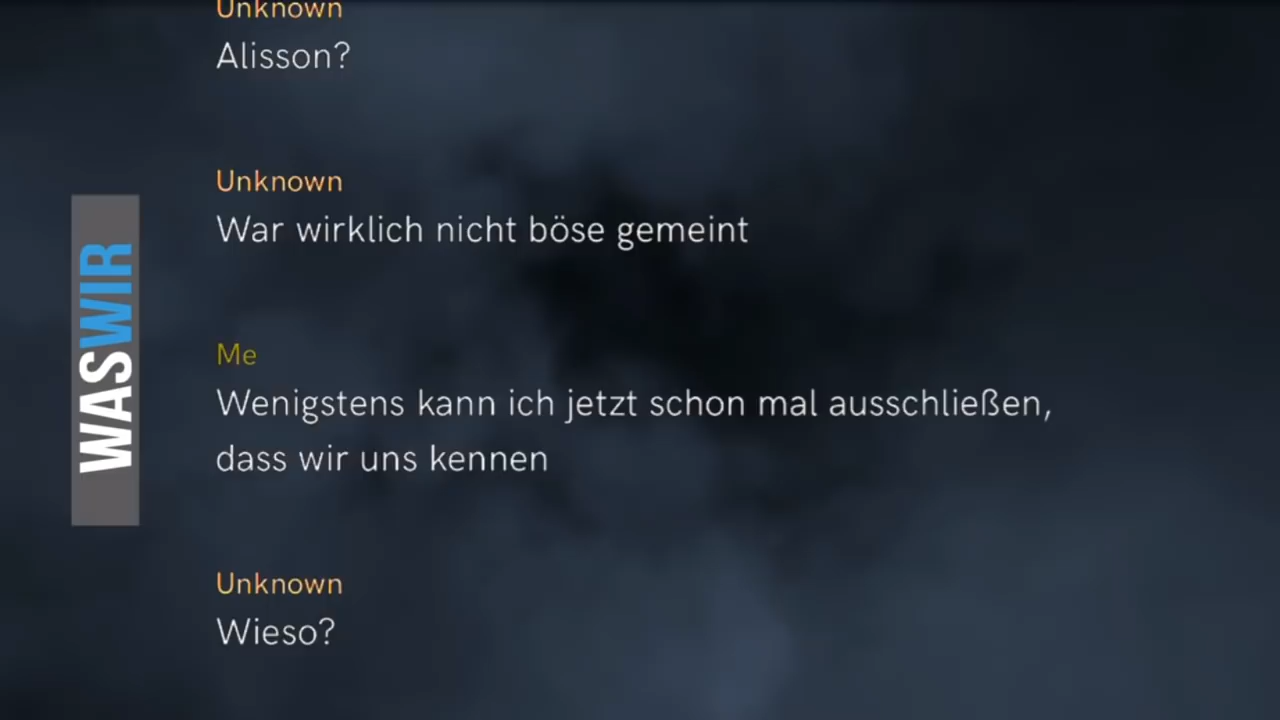 Unknown
Alisson?
Unknown
War wirklich nicht böse gemeint
Me
Wenigstens kann ich jetzt schon mal ausschließen,
dass wir uns kennen
Unknown
Wieso?
WASWIR